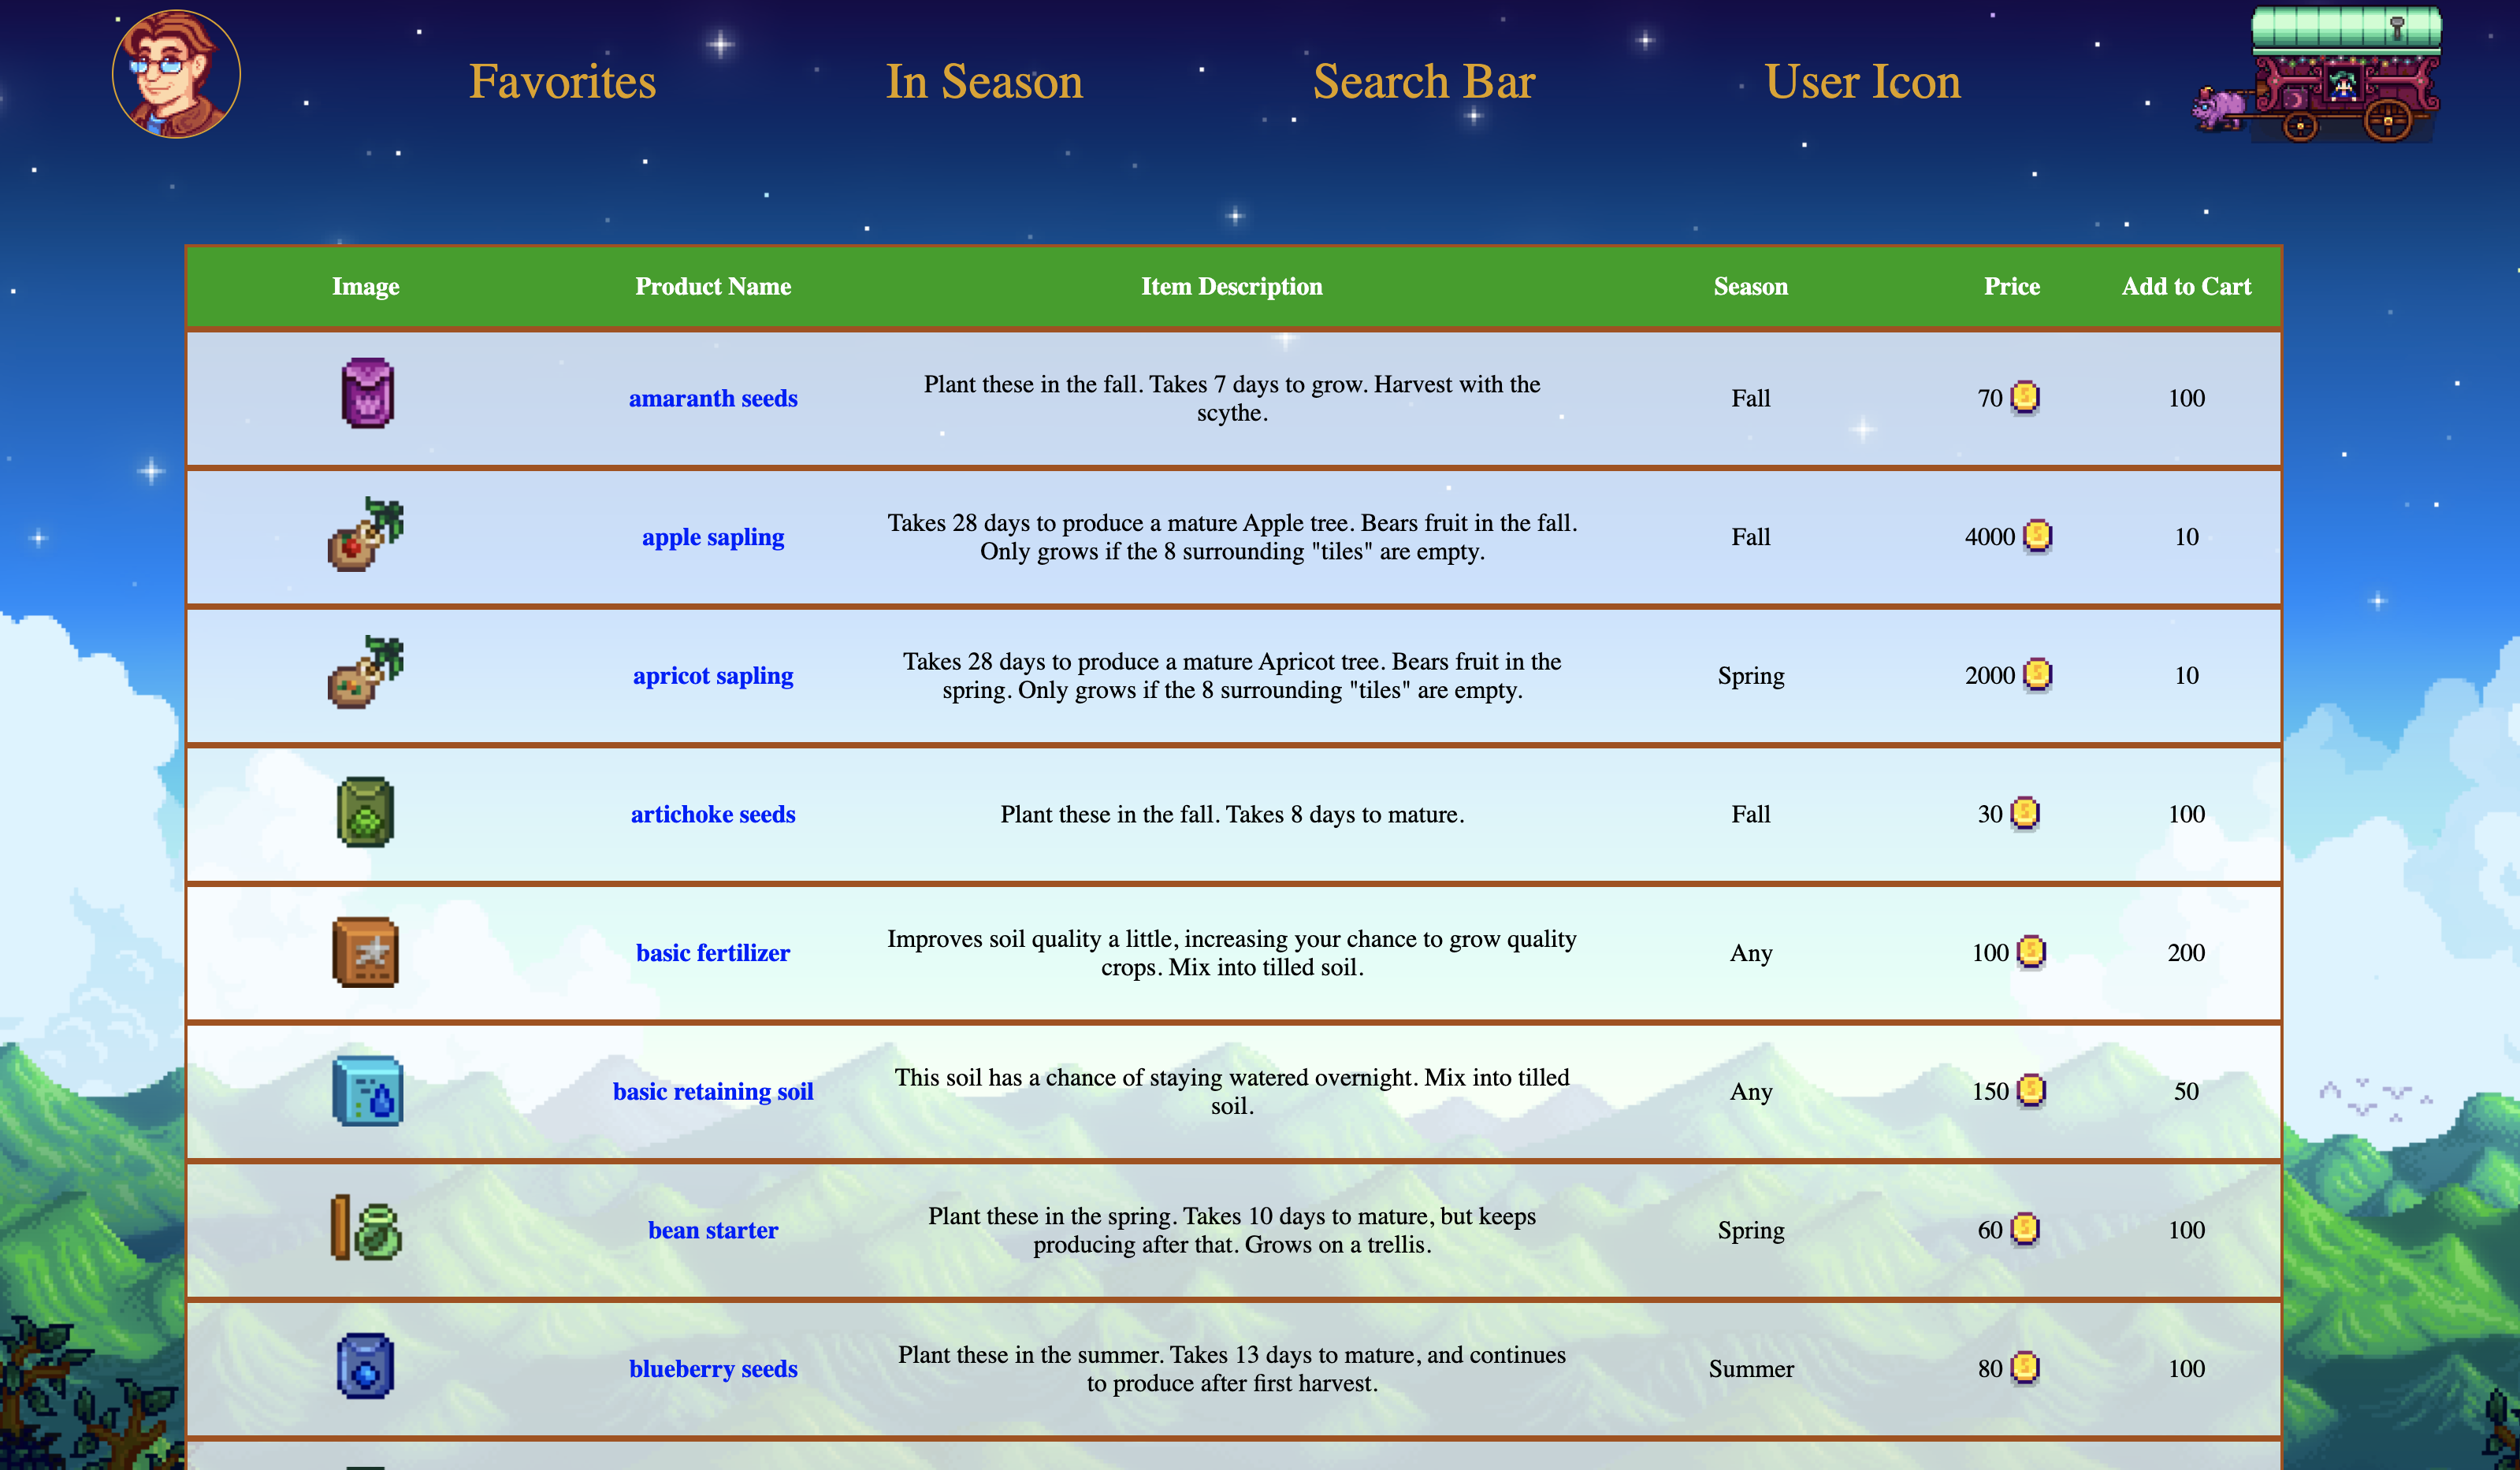 Favorites In Season Search Bar User Icon
Image Product Name Item Description Season Price Add to Cart
amaranth seeds Plant these in the fall. Takes 7 days to grow. Harvest with the
scythe. Fall 70 100
apple sapling Takes 28 days to produce a mature Apple tree. Bears fruit in the fall.
Only grows if the 8 surrounding "tiles" are empty. Fall 4000 10
apricot sapling Takes 28 days to produce a mature Apricot tree. Bears fruit in the
spring. Only grows if the 8 surrounding "tiles" are empty. Spring 2000 10
artichoke seeds Plant these in the fall. Takes 8 days to mature. Fall 30 100
basic fertilizer Improves soil quality a little, increasing your chance to grow quality
crops. Mix into tilled soil. Any 100 200
basic retaining soil This soil has a chance of staying watered overnight. Mix into tilled
soil. Any 150 50
bean starter Plant these in the spring. Takes 10 days to mature, but keeps
producing after that. Grows on a trellis. Spring 60 100
blueberry seeds Plant these in the summer. Takes 13 days to mature, and continues
to produce after first harvest. Summer 80 100